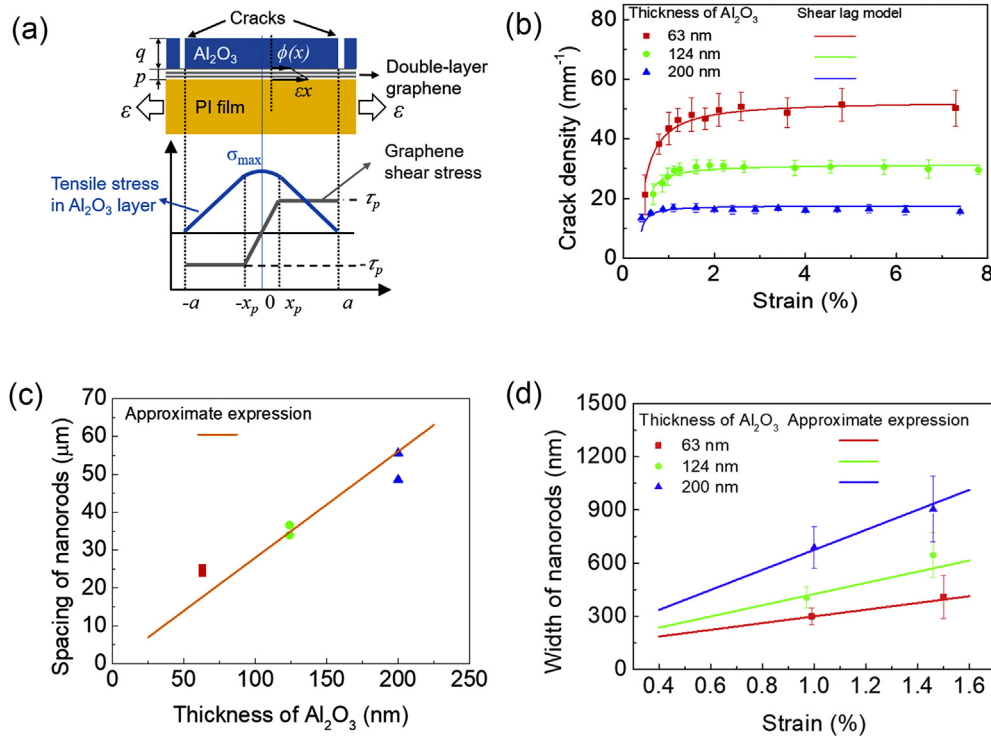 (a)
Cracks
q
Al₂O₃
ϕ(x)
p
Double-layer
graphene
εx
ε
PI film
ε
σmax
Graphene
shear stress
Tensile stress
in Al₂O₃ layer
τp
τp
-a
-xp
0
xp
a
(b)
Thickness of Al₂O₃
Shear lag model
63 nm
124 nm
200 nm
80
60
40
20
0
Crack density (mm⁻¹)
0
2
4
6
8
Strain (%)
(c)
Approximate expression
70
60
50
40
30
20
10
0
Spacing of nanorods (μm)
0
50
100
150
200
250
Thickness of Al₂O₃ (nm)
(d)
Thickness of Al₂O₃
Approximate expression
63 nm
124 nm
200 nm
1500
1200
900
600
300
0
Width of nanorods (nm)
0.4
0.6
0.8
1.0
1.2
1.4
1.6
Strain (%)